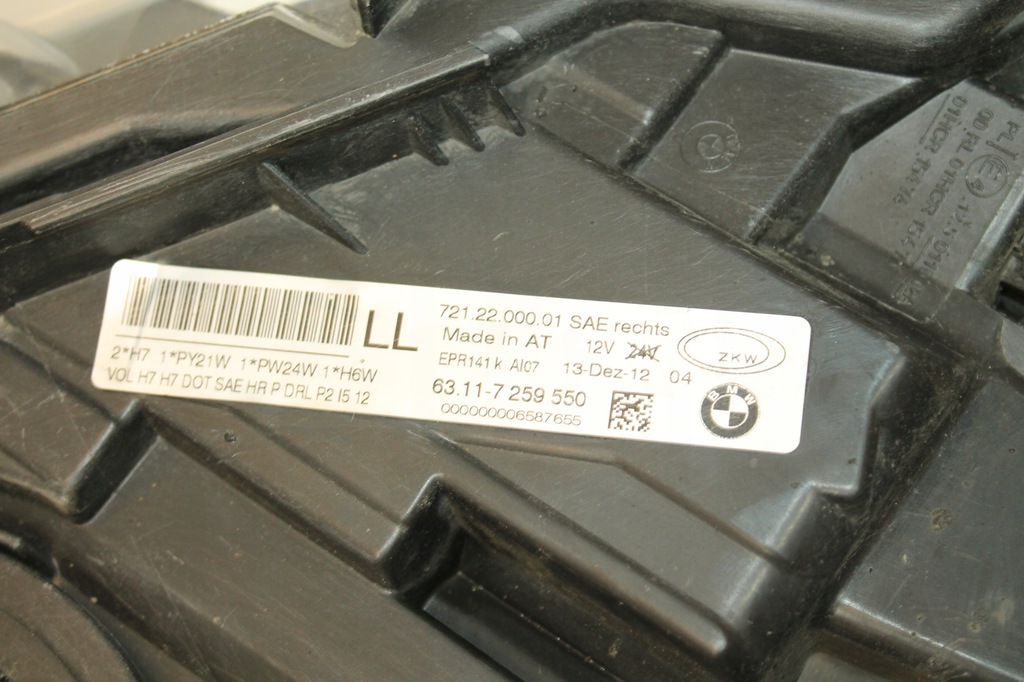 LL
721.22.000.01 SAE rechts
Made in AT 12V 24V
ZKW
2*H7 1*PY21W 1*PW24W 1*H6W
EPR141 k AI07 13-Dez-12 04
VOL H7 H7 DOT SAE HR P DRL P2 I5 12
63.11-7 259 550
000000006587655
BMW